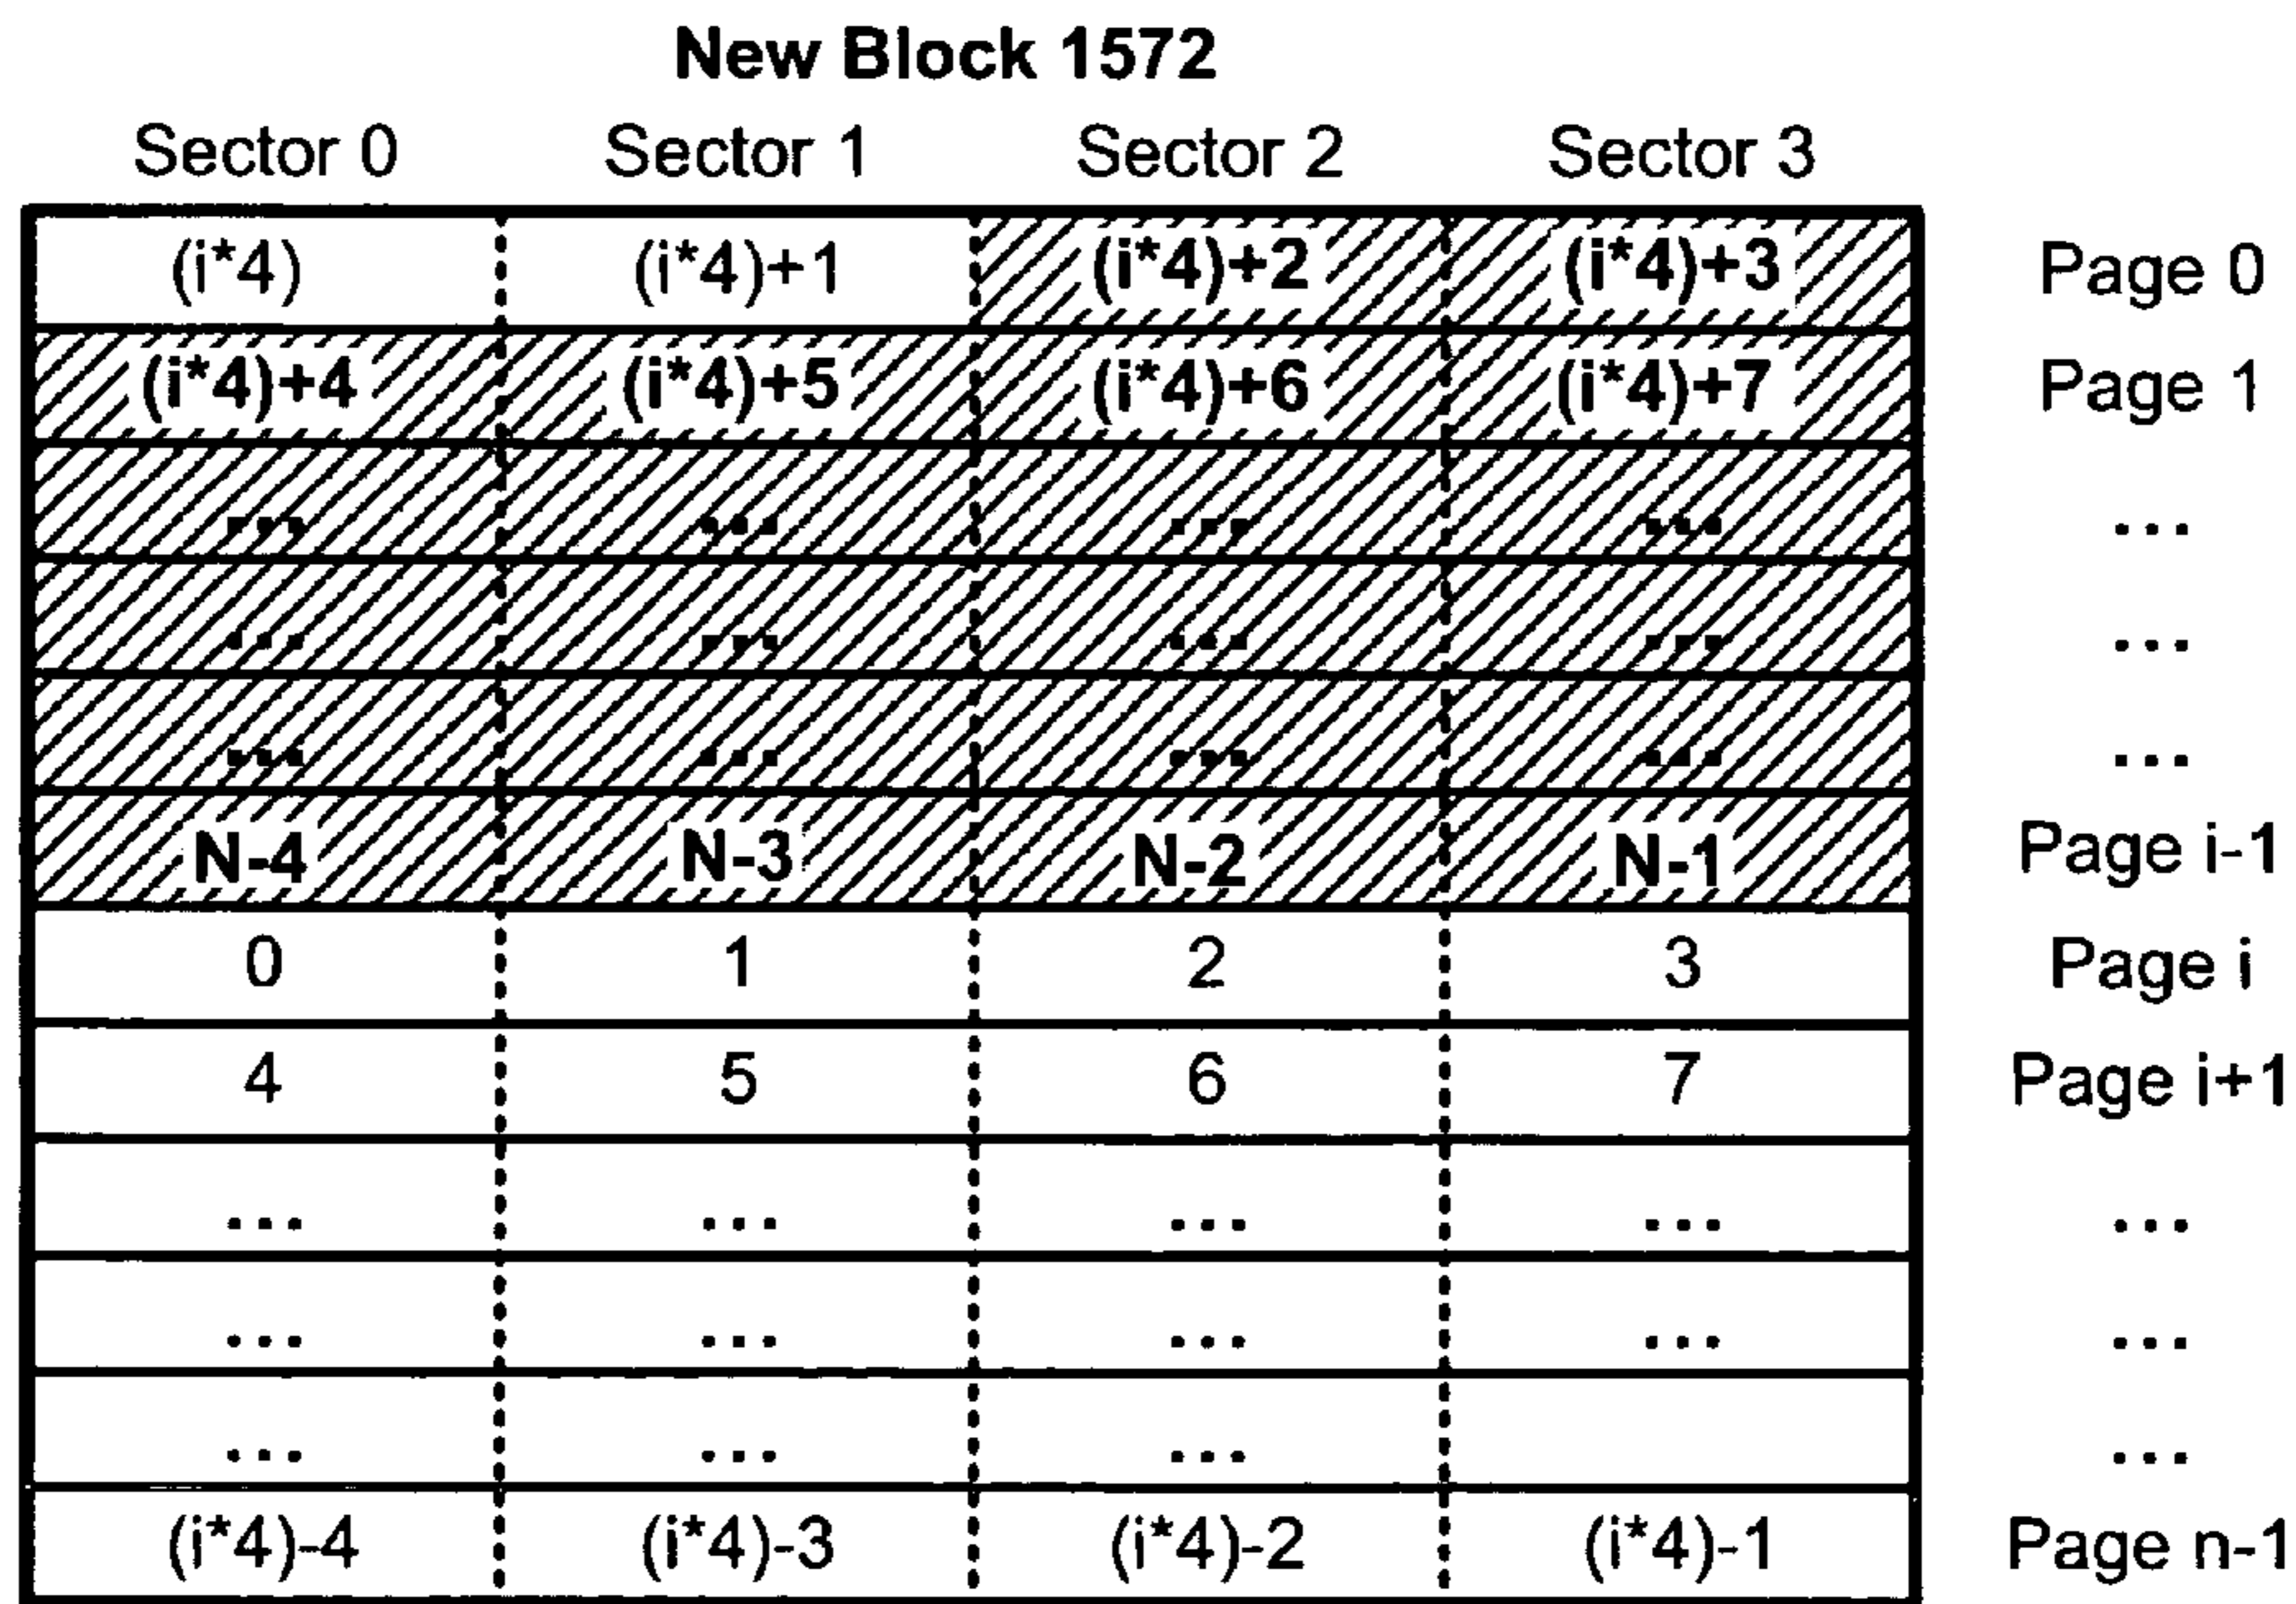 New Block 1572
Sector 0 Sector 1 Sector 2 Sector 3
(i*4) (i*4)+1 (i*4)+2 (i*4)+3 Page 0
(i*4)+4 (i*4)+5 (i*4)+6 (i*4)+7 Page 1
... ... ... ... ...
... ... ... ... ...
... ... ... ... ...
N-4 N-3 N-2 N-1 Page i-1
0 1 2 3 Page i
4 5 6 7 Page i+1
... ... ... ... ...
... ... ... ... ...
... ... ... ...
(i*4)-4 (i*4)-3 (i*4)-2 (i*4)-1 Page n-1